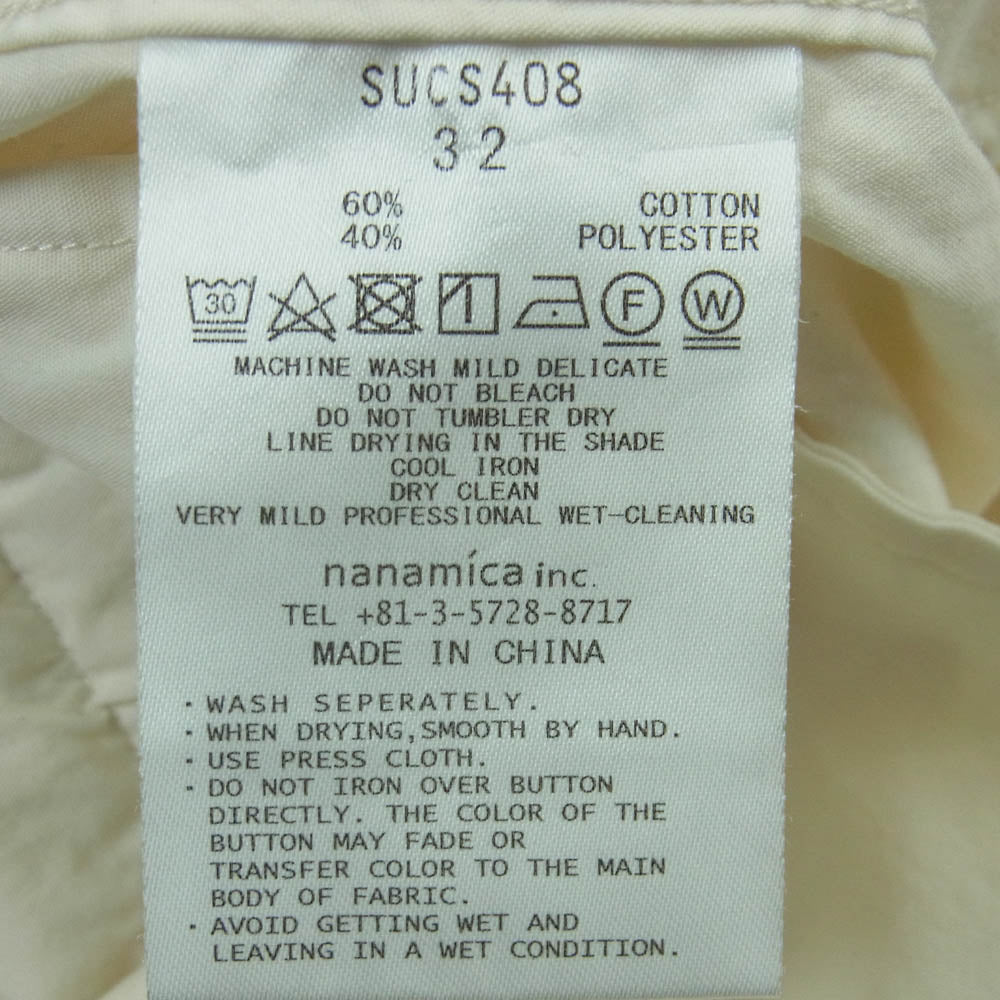 SUCS408
32
60% COTTON
40% POLYESTER
30 F W
MACHINE WASH MILD DELICATE
DO NOT BLEACH
DO NOT TUMBLER DRY
LINE DRYING IN THE SHADE
COOL IRON
DRY CLEAN
VERY MILD PROFESSIONAL WET-CLEANING
nanamíca inc.
TEL +81-3-5728-8717
MADE IN CHINA
・WASH SEPERATELY.
・WHEN DRYING,SMOOTH BY HAND.
・USE PRESS CLOTH.
・DO NOT IRON OVER BUTTON
DIRECTLY. THE COLOR OF THE
BUTTON MAY FADE OR
TRANSFER COLOR TO THE MAIN
BODY OF FABRIC.
・AVOID GETTING WET AND
LEAVING IN A WET CONDITION.